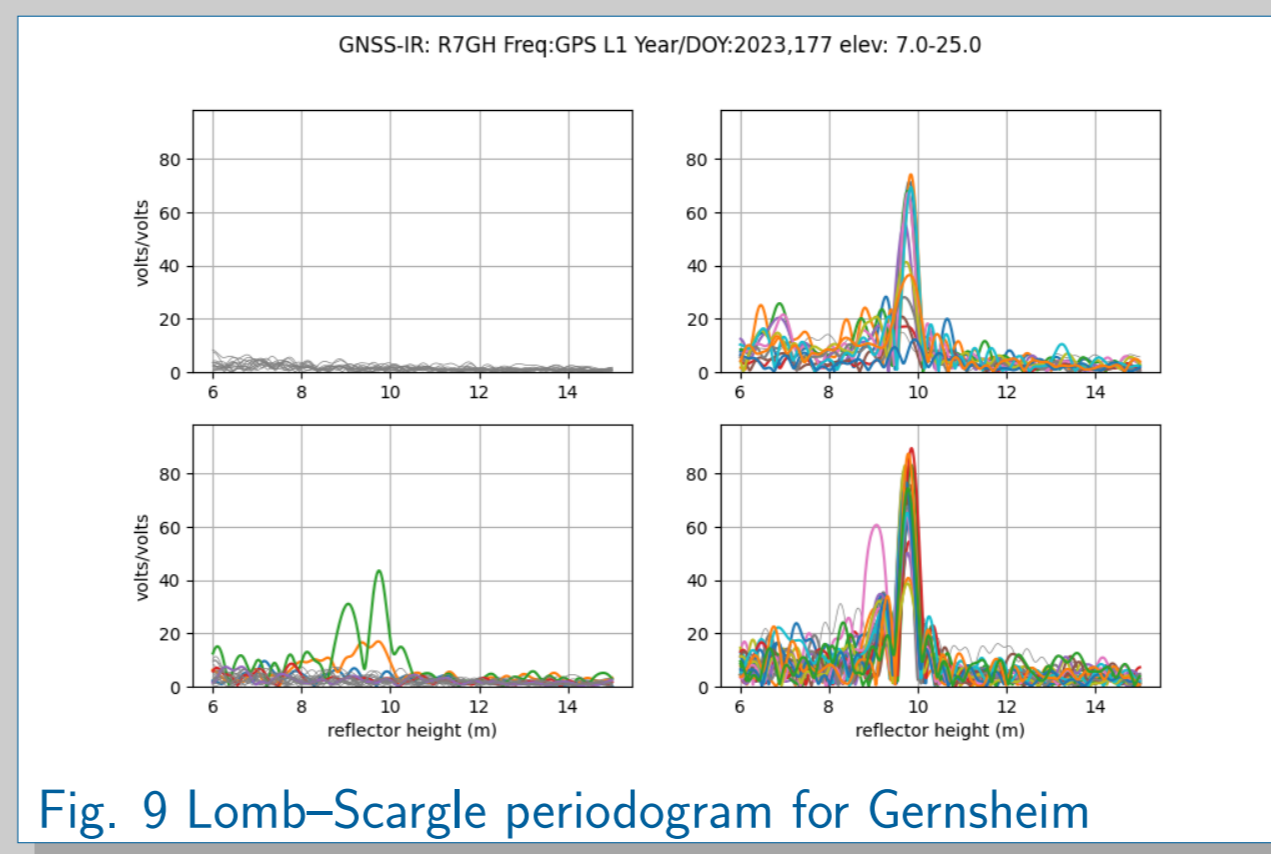 GNSS-IR: R7GH Freq:GPS L1 Year/DOY:2023,177 elev: 7.0-25.0
80
60
40
20
0
volts/volts
6 8 10 12 14
80
60
40
20
0
6 8 10 12 14
80
60
40
20
0
volts/volts
6 8 10 12 14
reflector height (m)
80
60
40
20
0
6 8 10 12 14
reflector height (m)
Fig. 9 Lomb–Scargle periodogram for Gernsheim